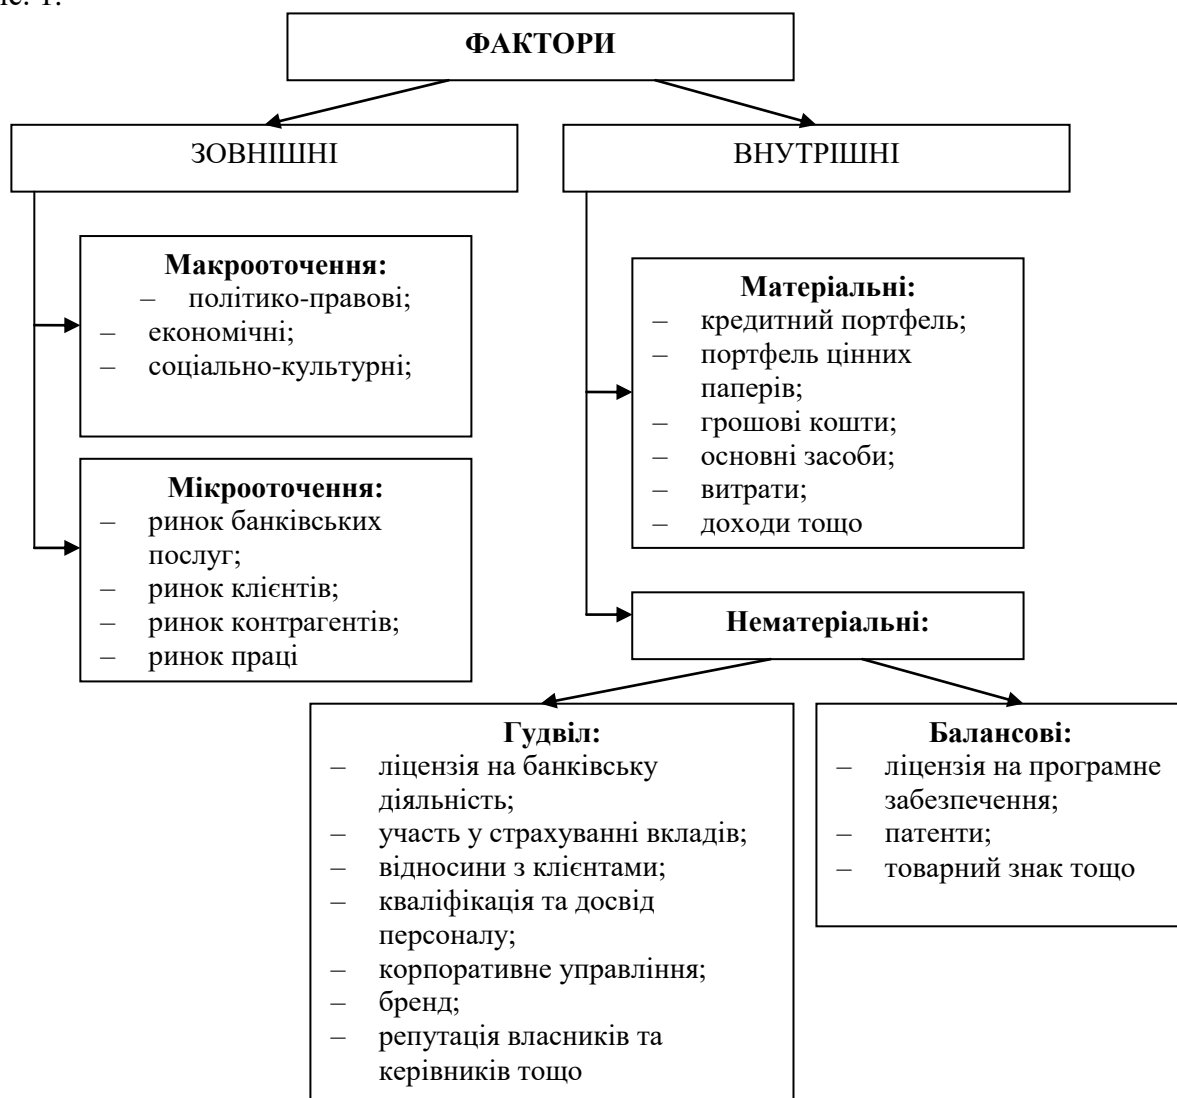 ФАКТОРИ
ЗОВНІШНІ
ВНУТРІШНІ
Макрооточення:
– політико-правові;
– економічні;
– соціально-культурні;
Мікрооточення:
– ринок банківських
послуг;
– ринок клієнтів;
– ринок контрагентів;
– ринок праці
Матеріальні:
– кредитний портфель;
– портфель цінних
паперів;
– грошові кошти;
– основні засоби;
– витрати;
– доходи тощо
Нематеріальні:
Гудвіл:
– ліцензія на банківську
діяльність;
– участь у страхуванні вкладів;
– відносини з клієнтами;
– кваліфікація та досвід
персоналу;
– корпоративне управління;
– бренд;
– репутація власників та
керівників тощо
Балансові:
– ліцензія на програмне
забезпечення;
– патенти;
– товарний знак тощо